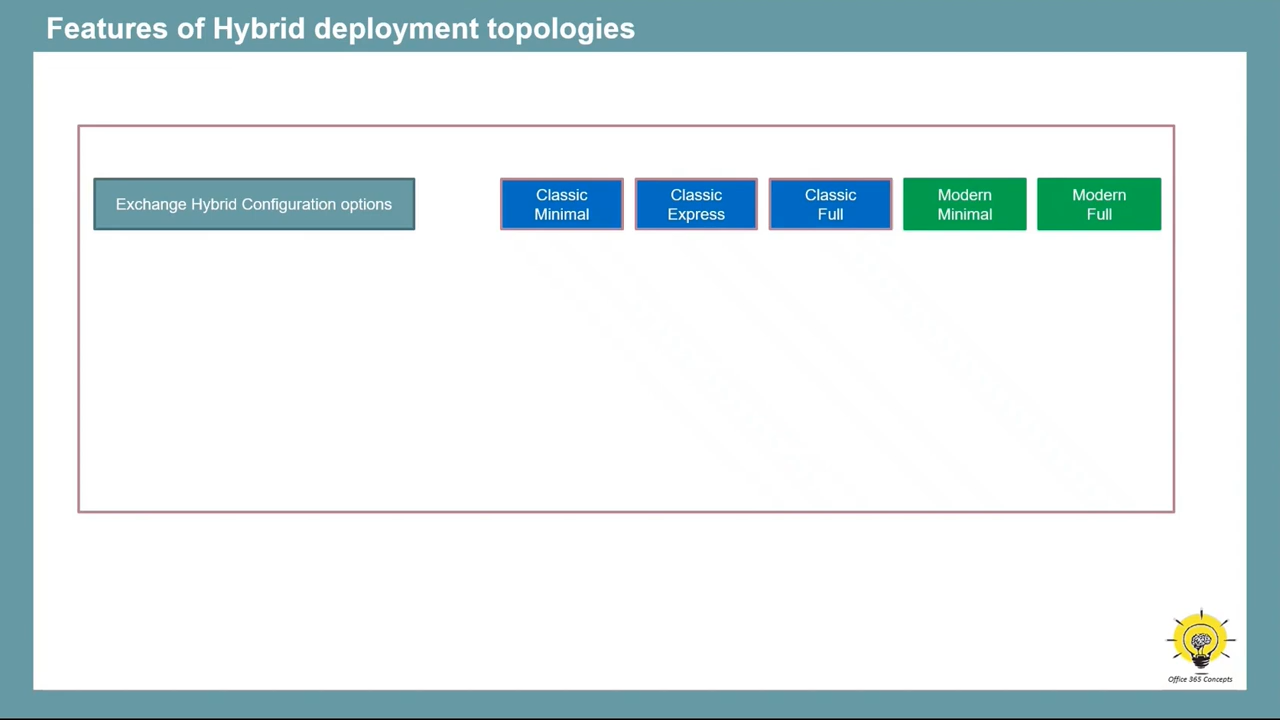 Features of Hybrid deployment topologies
Exchange Hybrid Configuration options
Classic
Minimal
Classic
Express
Classic
Full
Modern
Minimal
Modern
Full
Office 365 Concepts